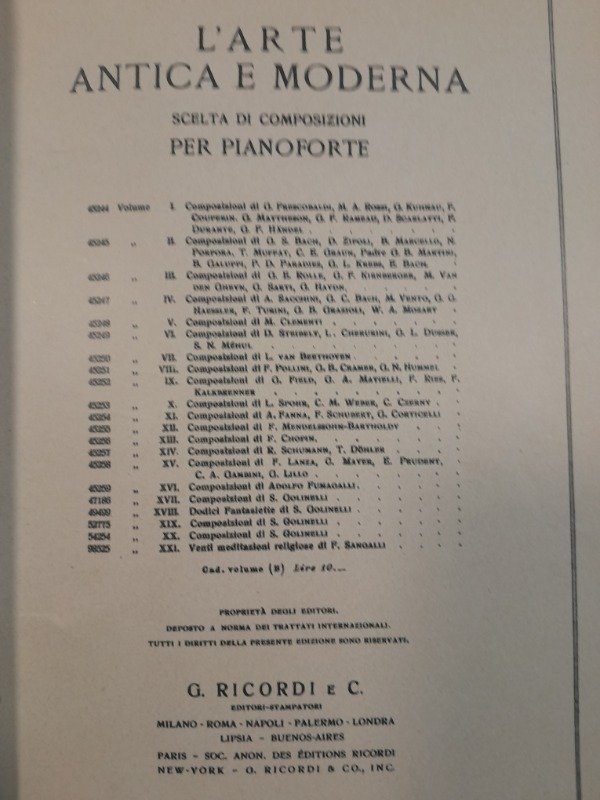 L'ARTE
ANTICA E MODERNA
SCELTA DI COMPOSIZIONI
PER PIANOFORTE
45244 Volume I. Composizioni di G. Frescobaldi, M. A. Rossi, G. Kuhnau, F.
Couperin, G. Mattheson, G. F. Rameau, D. Scarlatti, F.
Durante, G. F. Händel . . . . . . . .
45245 „ II. Composizioni di G. S. Bach, D. Zipoli, B. Marcello, N.
Porpora, T. Muffat, C. E. Graun, Padre G. B. Martini,
B. Galuppi, P. D. Paradies, G. L. Krebs, E. Bach . .
45246 „ III. Composizioni di G. E. Rolle, G. F. Kirnberger, M. Van
den Gheyn, G. Sarti, G. Haydn . . . . .
45247 „ IV. Composizioni di A. Sacchini, G. C. Bach, M. Vento, G. G.
Haessler, F. Turini, G. B. Grazioli, W. A. Mozart .
45248 „ V. Composizioni di M. Clementi . . . . . .
45249 „ VI. Composizioni di D. Steibelt, L. Cherubini, G. L. Dussek,
S. N. Méhul . . . . . . . . .
45250 „ VII. Composizioni di L. van Beethoven . . . . .
45251 „ VIII. Composizioni di F. Pollini, G. B. Cramer, G. N. Hummel .
45252 „ IX. Composizioni di G. Field, G. A. Matielli, F. Ries, F.
Kalkbrenner . . . . . . . . .
45253 „ X. Composizioni di L. Spohr, C. M. Weber, C. Czerny . .
45254 „ XI. Composizioni di A. Fanna, F. Schubert, G. Corticelli .
45255 „ XII. Composizioni di F. Mendelssohn-Bartholdy . . .
45256 „ XIII. Composizioni di F. Chopin . . . . . .
45257 „ XIV. Composizioni di R. Schumann, T. Döhler . . . .
45258 „ XV. Composizioni di F. Lanza, G. Mayer, E. Prudent,
C. A. Gambini, G. Lillo . . . . . .
45259 „ XVI. Composizioni di Adolfo Fumagalli . . . . .
47186 „ XVII. Composizioni di S. Golinelli . . . . . .
49499 „ XVIII. Dodici Fantasiette di S. Golinelli . . . .
52775 „ XIX. Composizioni di S. Golinelli . . . . . .
54254 „ XX. Composizioni di S. Golinelli . . . . . .
98525 „ XXI. Venti meditazioni religiose di F. Sangalli . . . .
Cad. volume (B) Lire 10.—
PROPRIETÀ DEGLI EDITORI.
DEPOSTO A NORMA DEI TRATTATI INTERNAZIONALI.
TUTTI I DIRITTI DELLA PRESENTE EDIZIONE SONO RISERVATI.
G. RICORDI E C.
EDITORI-STAMPATORI
MILANO - ROMA - NAPOLI - PALERMO - LONDRA
LIPSIA - BUENOS-AIRES
PARIS - SOC. ANON. DES ÉDITIONS RICORDI
NEW-YORK - G. RICORDI & CO., INC.